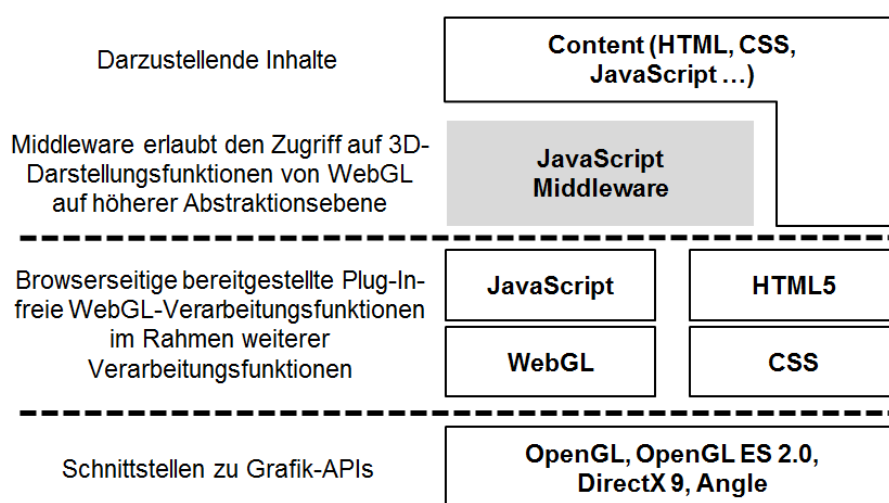 Darzustellende Inhalte
Content (HTML, CSS,
JavaScript …)
Middleware erlaubt den Zugriff auf 3D-
Darstellungsfunktionen von WebGL
auf höherer Abstraktionsebene
JavaScript
Middleware
Browserseitige bereitgestellte Plug-In-
freie WebGL-Verarbeitungsfunktionen
im Rahmen weiterer
Verarbeitungsfunktionen
JavaScript
HTML5
WebGL
CSS
Schnittstellen zu Grafik-APIs
OpenGL, OpenGL ES 2.0,
DirectX 9, Angle